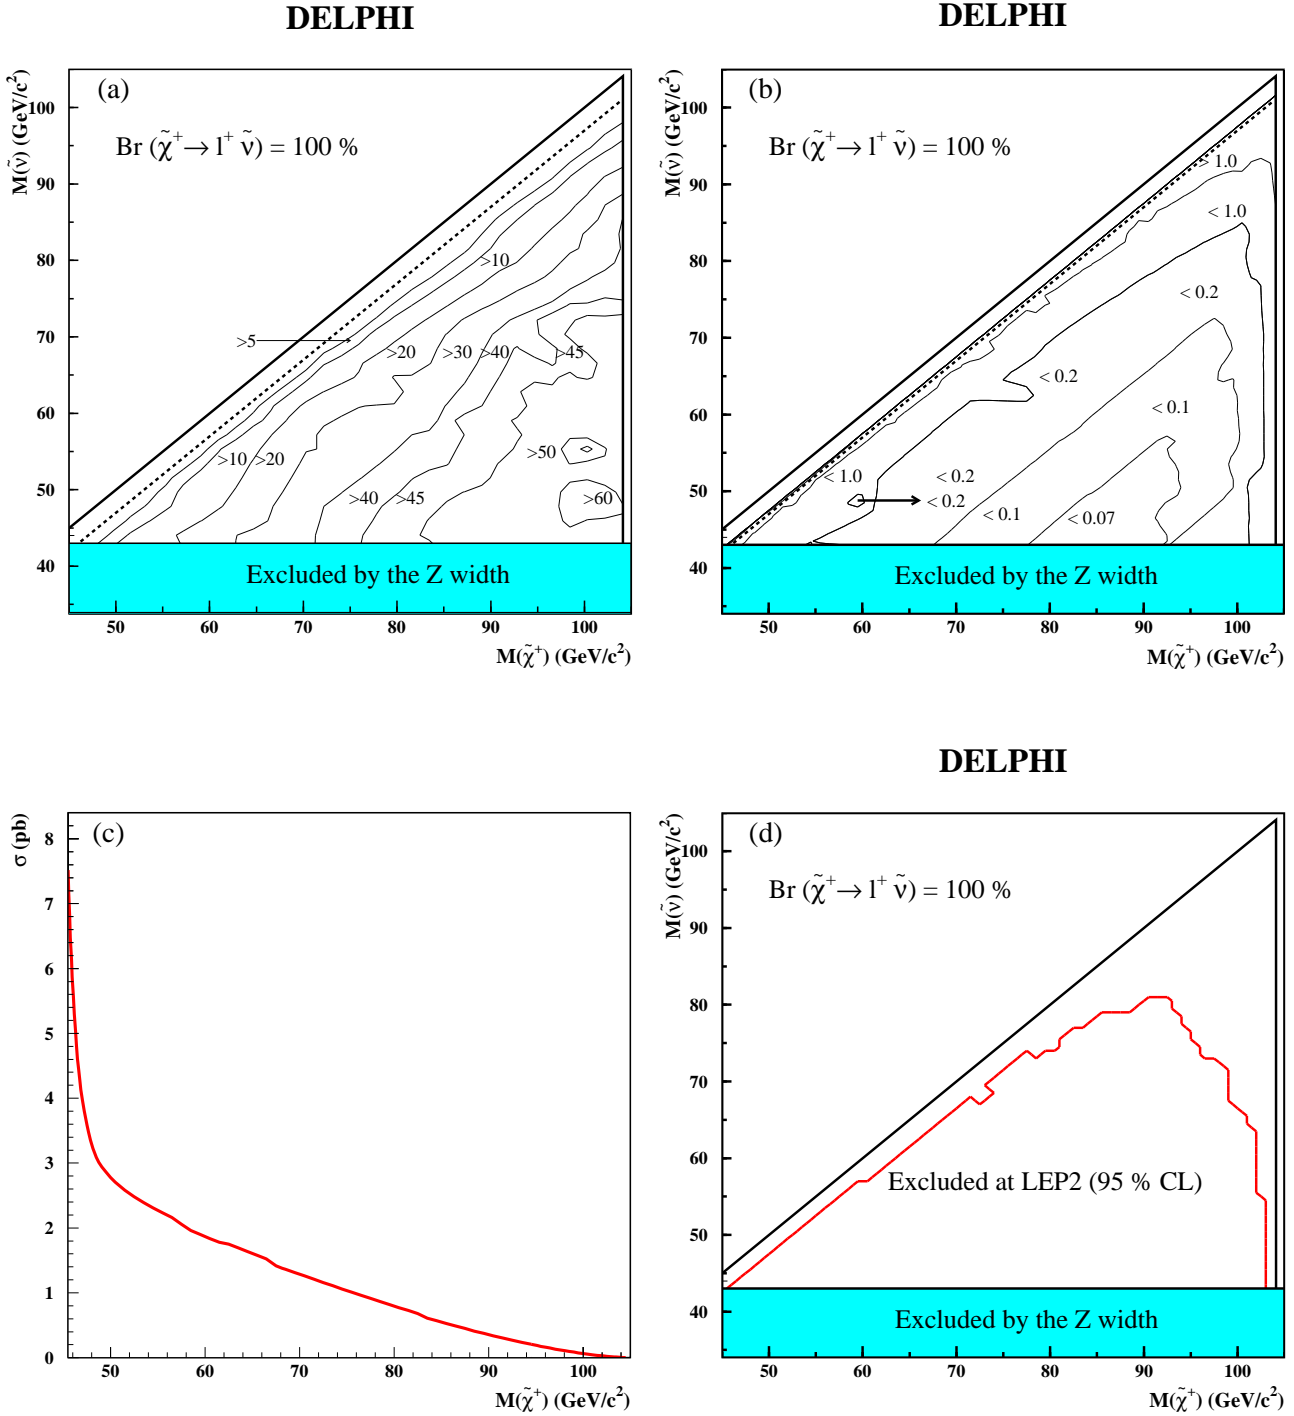 DELPHI
(a)
Br (χ̃⁺→ l⁺ ν̃) = 100 %
M(ν̃) (GeV/c²)
100
90
80
70
60
50
40
>5
>10
>20
>30
>40
>45
>10
>20
>50
>40
>45
>60
Excluded by the Z width
50 60 70 80 90 100
M(χ̃⁺) (GeV/c²)
DELPHI
(b)
Br (χ̃⁺→ l⁺ ν̃) = 100 %
M(ν̃) (GeV/c²)
100
90
80
70
60
50
40
> 1.0
< 1.0
< 0.2
< 0.2
< 0.1
< 1.0
< 0.2
< 0.2
< 0.1
< 0.07
Excluded by the Z width
50 60 70 80 90 100
M(χ̃⁺) (GeV/c²)
(c)
σ (pb)
8
7
6
5
4
3
2
1
0
50 60 70 80 90 100
M(χ̃⁺) (GeV/c²)
DELPHI
(d)
Br (χ̃⁺→ l⁺ ν̃) = 100 %
M(ν̃) (GeV/c²)
100
90
80
70
60
50
40
Excluded at LEP2 (95 % CL)
Excluded by the Z width
50 60 70 80 90 100
M(χ̃⁺) (GeV/c²)